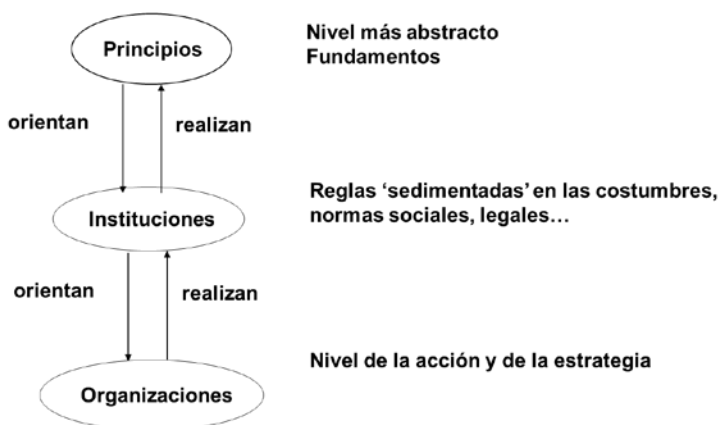 Principios
Nivel más abstracto
Fundamentos
orientan
realizan
Instituciones
Reglas ‘sedimentadas’ en las costumbres,
normas sociales, legales…
orientan
realizan
Organizaciones
Nivel de la acción y de la estrategia